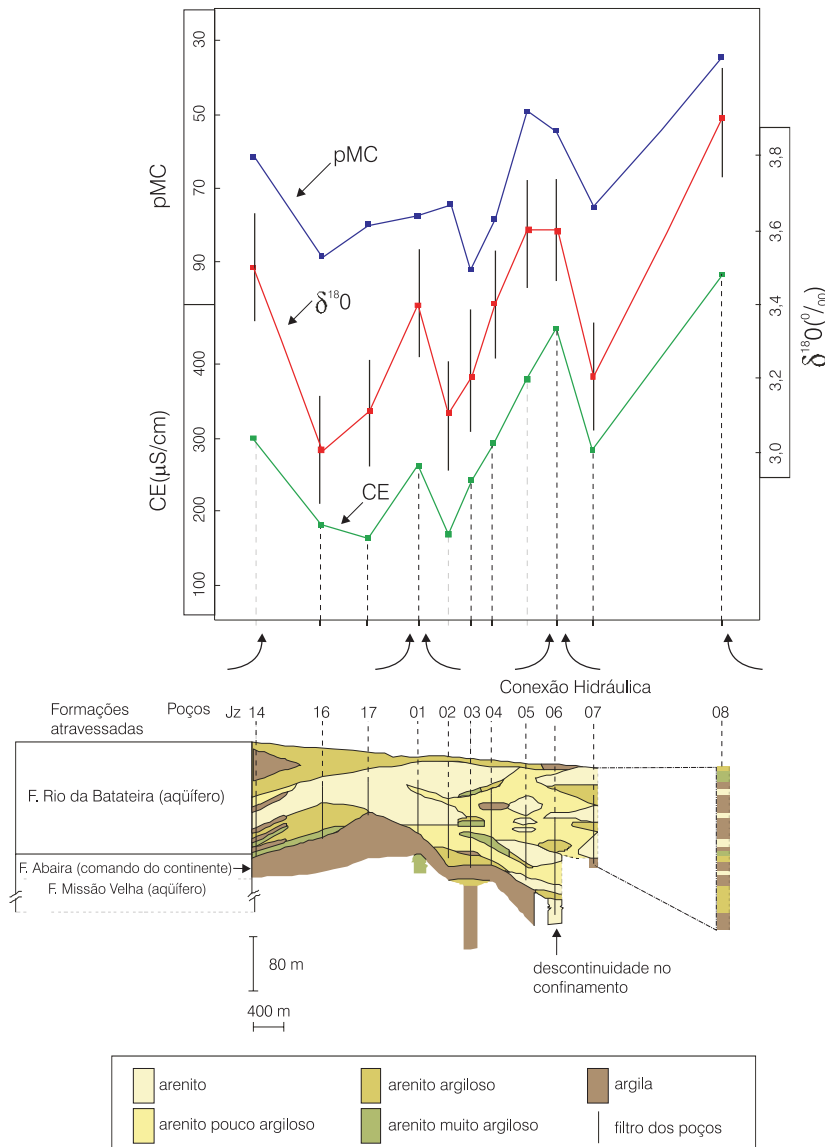 30
50
70
90
pMC
400
300
200
100
CE(µS/cm)
pMC
δ¹⁸0
CE
3,8
3,6
3,4
3,2
3,0
δ¹⁸0(⁰/₀₀)
Conexão Hidráulica
Formações atravessadas
Poços Jz 14 16 17 01 02 03 04 05 06 07 08
F. Rio da Batateira (aqüífero)
F. Abaira (comando do continente)
F. Missão Velha (aqüífero)
80 m
400 m
descontinuidade no
confinamento
arenito
arenito argiloso
argila
arenito pouco argiloso
arenito muito argiloso
filtro dos poços